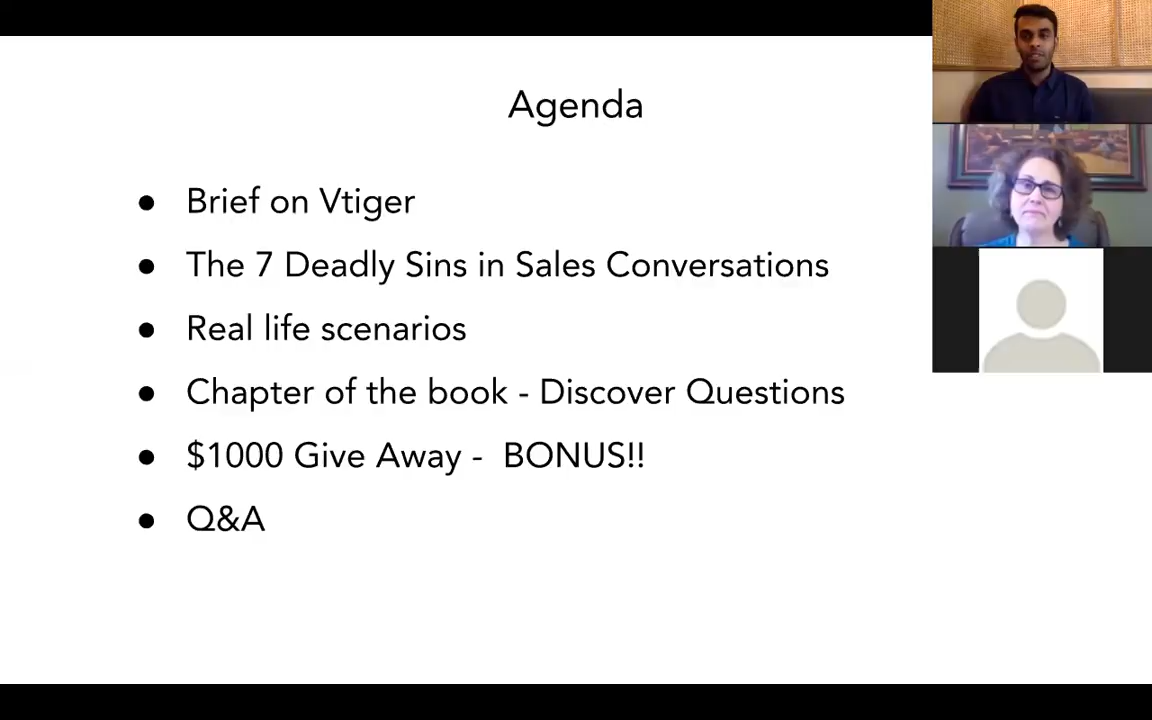 Agenda
● Brief on Vtiger
● The 7 Deadly Sins in Sales Conversations
● Real life scenarios
● Chapter of the book - Discover Questions
● $1000 Give Away -  BONUS!!
● Q&A